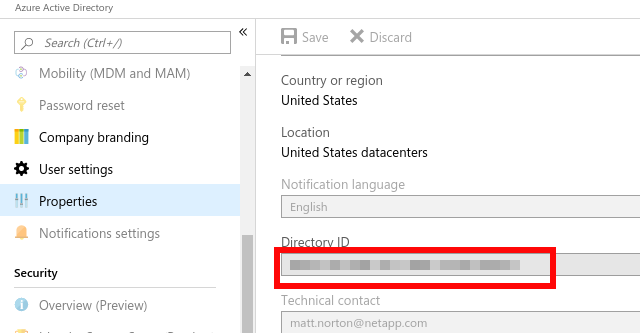 Azure Active Directory
Search (Ctrl+/)
«
Mobility (MDM and MAM)
Password reset
Company branding
User settings
Properties
Notifications settings
Security
Overview (Preview)
Save
Discard
Country or region
United States
Location
United States datacenters
Notification language
English
Directory ID
Technical contact
matt.norton@netapp.com